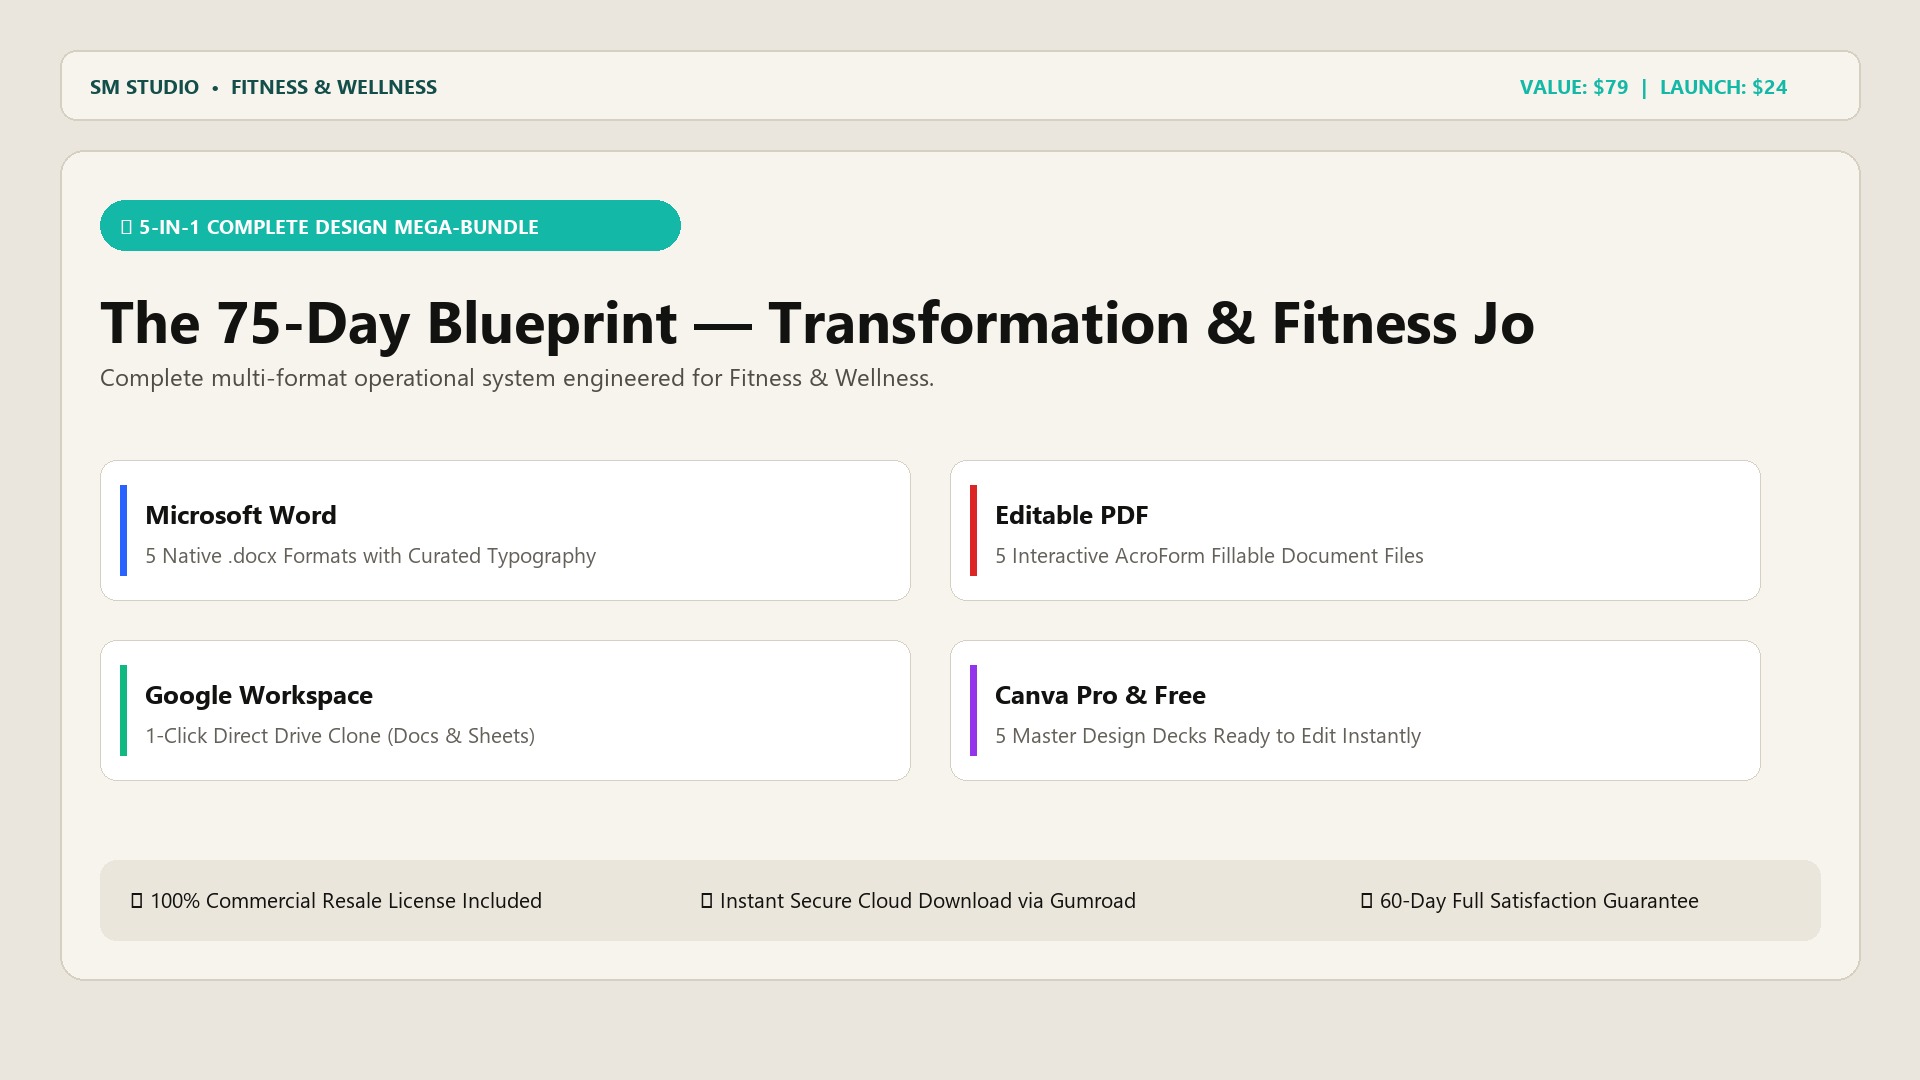 SM STUDIO • FITNESS & WELLNESS
VALUE: $79 | LAUNCH: $24
5-IN-1 COMPLETE DESIGN MEGA-BUNDLE
The 75-Day Blueprint — Transformation & Fitness Jo
Complete multi-format operational system engineered for Fitness & Wellness.
Microsoft Word
5 Native .docx Formats with Curated Typography
Editable PDF
5 Interactive AcroForm Fillable Document Files
Google Workspace
1-Click Direct Drive Clone (Docs & Sheets)
Canva Pro & Free
5 Master Design Decks Ready to Edit Instantly
100% Commercial Resale License Included
Instant Secure Cloud Download via Gumroad
60-Day Full Satisfaction Guarantee